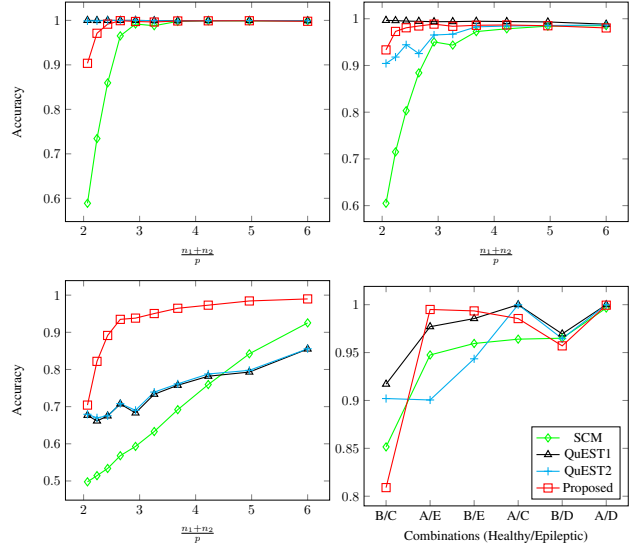 1
0.9
0.8
0.7
0.6
Accuracy
2 3 4 5 6
n₁+n₂
p
1
0.9
0.8
0.7
0.6
2 3 4 5 6
n₁+n₂
p
1
0.9
0.8
0.7
0.6
0.5
Accuracy
2 3 4 5 6
n₁+n₂
p
1
0.95
0.9
0.85
0.8
SCM
QuEST1
QuEST2
Proposed
B/C A/E B/E A/C B/D A/D
Combinations (Healthy/Epileptic)